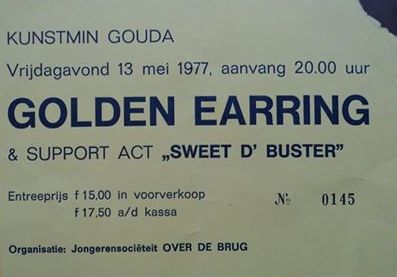 KUNSTMIN GOUDA
Vrijdagavond 13 mei 1977, aanvang 20.00 uur
GOLDEN EARRING
& SUPPORT ACT „SWEET D' BUSTER”
Entreeprijs f 15,00 in voorverkoop
f 17,50 a/d kassa
№ 0145
Organisatie: Jongerensociëteit OVER DE BRUG